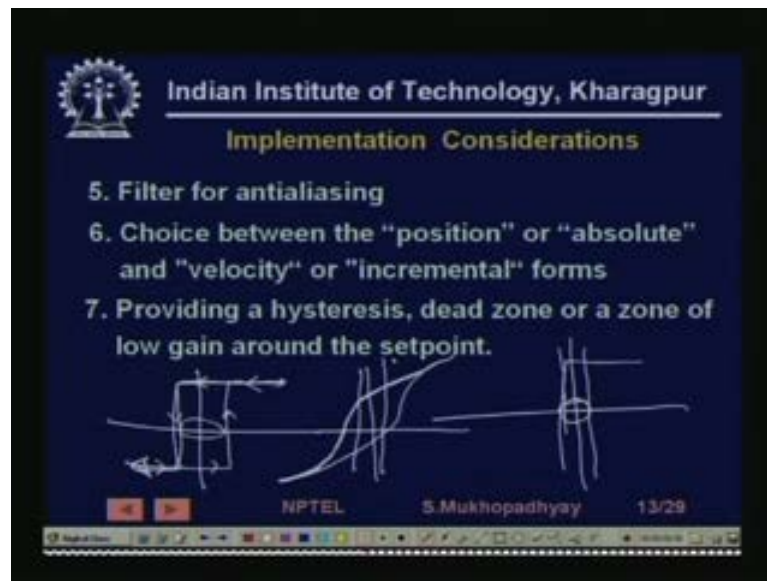 Indian Institute of Technology, Kharagpur
Implementation Considerations
5. Filter for antialiasing
6. Choice between the “position” or “absolute”
and ”velocity“ or ”incremental“ forms
7. Providing a hysteresis, dead zone or a zone of
low gain around the setpoint.
NPTEL S.Mukhopadhyay 13/29